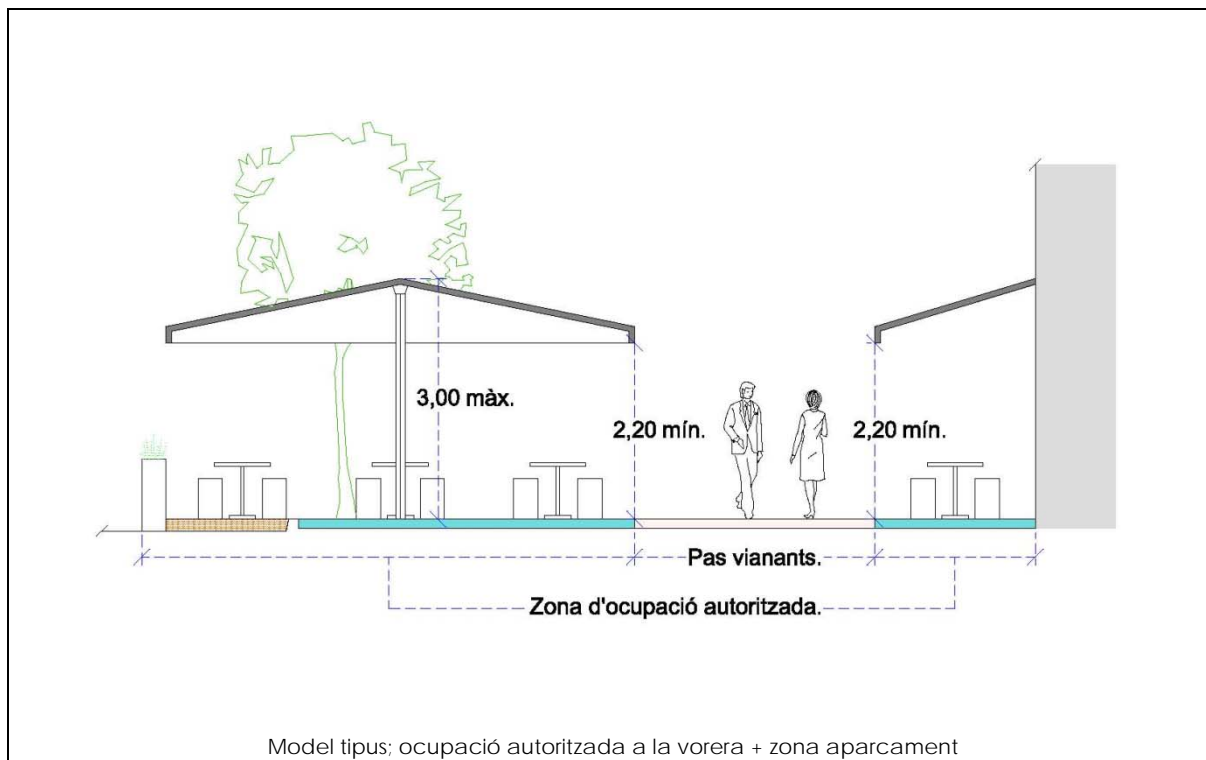 3,00 màx.
2,20 mín.
2,20 mín.
Pas vianants.
Zona d'ocupació autoritzada.
Model tipus; ocupació autoritzada a la vorera + zona aparcament